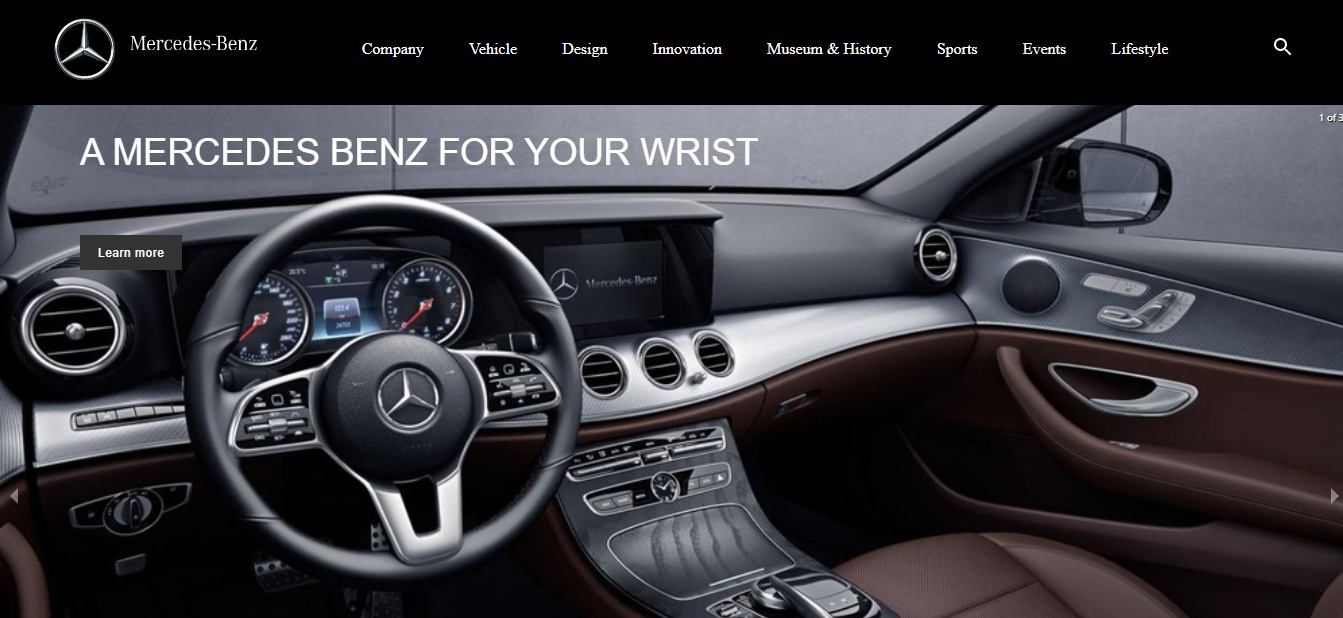 Mercedes-Benz
Company Vehicle Design Innovation Museum & History Sports Events Lifestyle
1 of 3
A MERCEDES BENZ FOR YOUR WRIST
Learn more
Mercedes-Benz